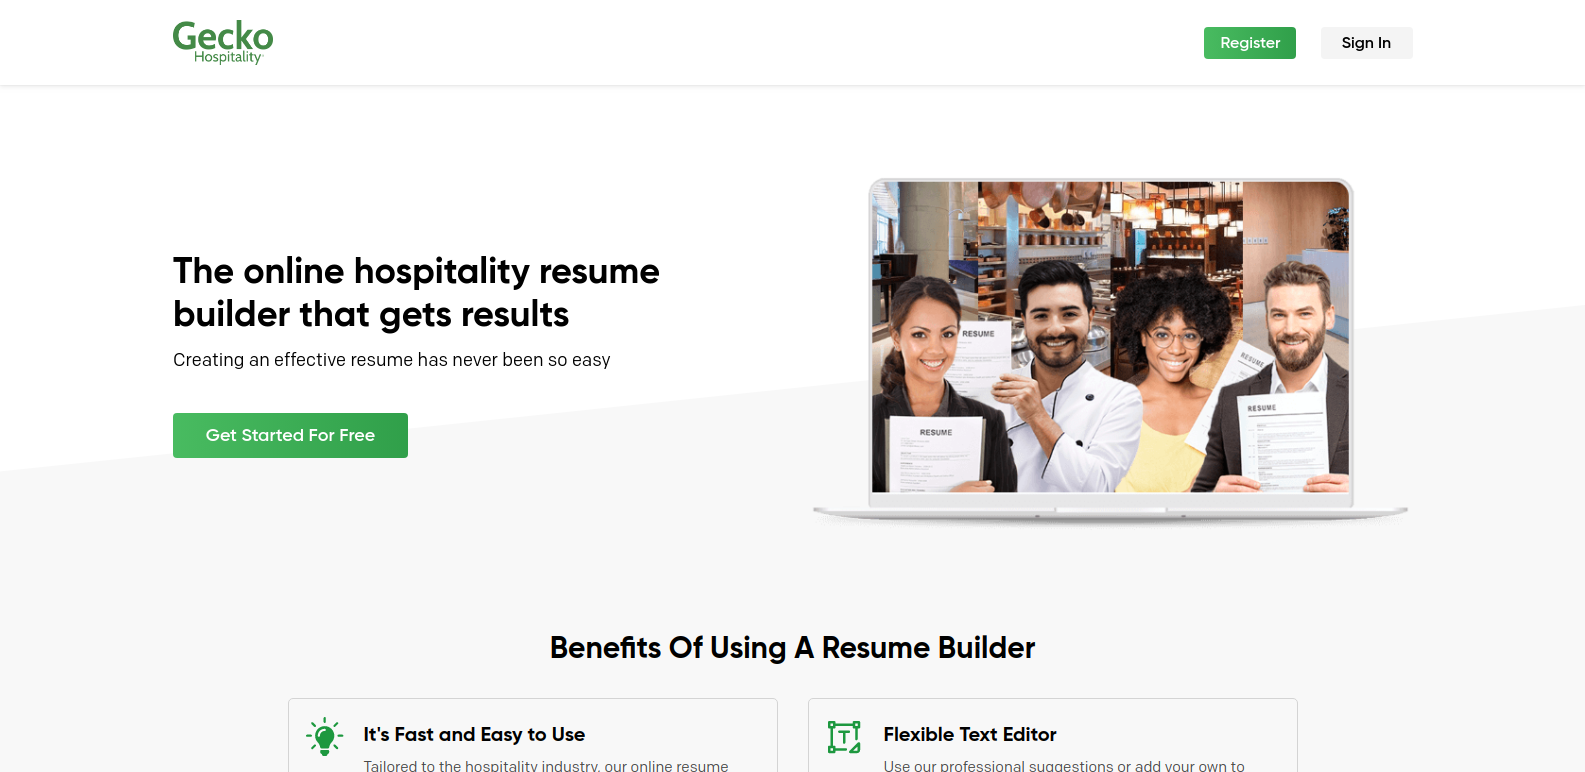 Gecko
Hospitality
Register
Sign In
The online hospitality resume
builder that gets results
Creating an effective resume has never been so easy
Get Started For Free
RESUME
RESUME
RESUME
RESUME
Benefits Of Using A Resume Builder
It's Fast and Easy to Use
Tailored to the hospitality industry, our online resume
Flexible Text Editor
Use our professional suggestions or add your own to